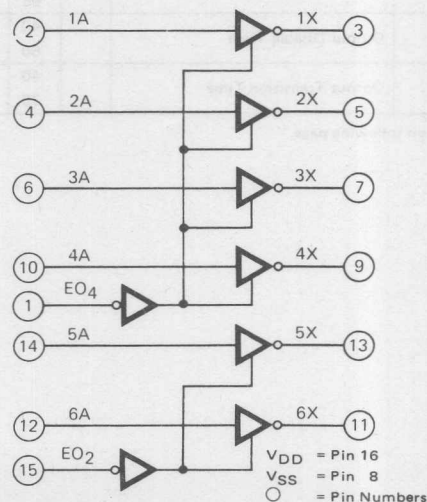 2 1A 1X 3
4 2A 2X 5
6 3A 3X 7
10 4A 4X 9
1 EO4
14 5A 5X 13
12 6A 6X 11
15 EO2
VDD = Pin 16
VSS = Pin 8
= Pin Numbers